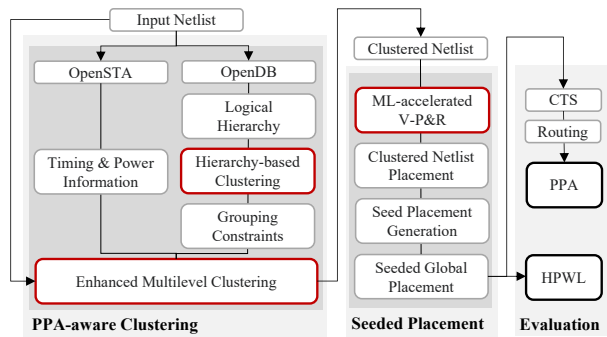 Input Netlist
OpenSTA
OpenDB
Logical
Hierarchy
Timing & Power
Information
Hierarchy-based
Clustering
Grouping
Constraints
Enhanced Multilevel Clustering
PPA-aware Clustering
Clustered Netlist
ML-accelerated
V-P&R
Clustered Netlist
Placement
Seed Placement
Generation
Seeded Global
Placement
Seeded Placement
CTS
Routing
PPA
HPWL
Evaluation